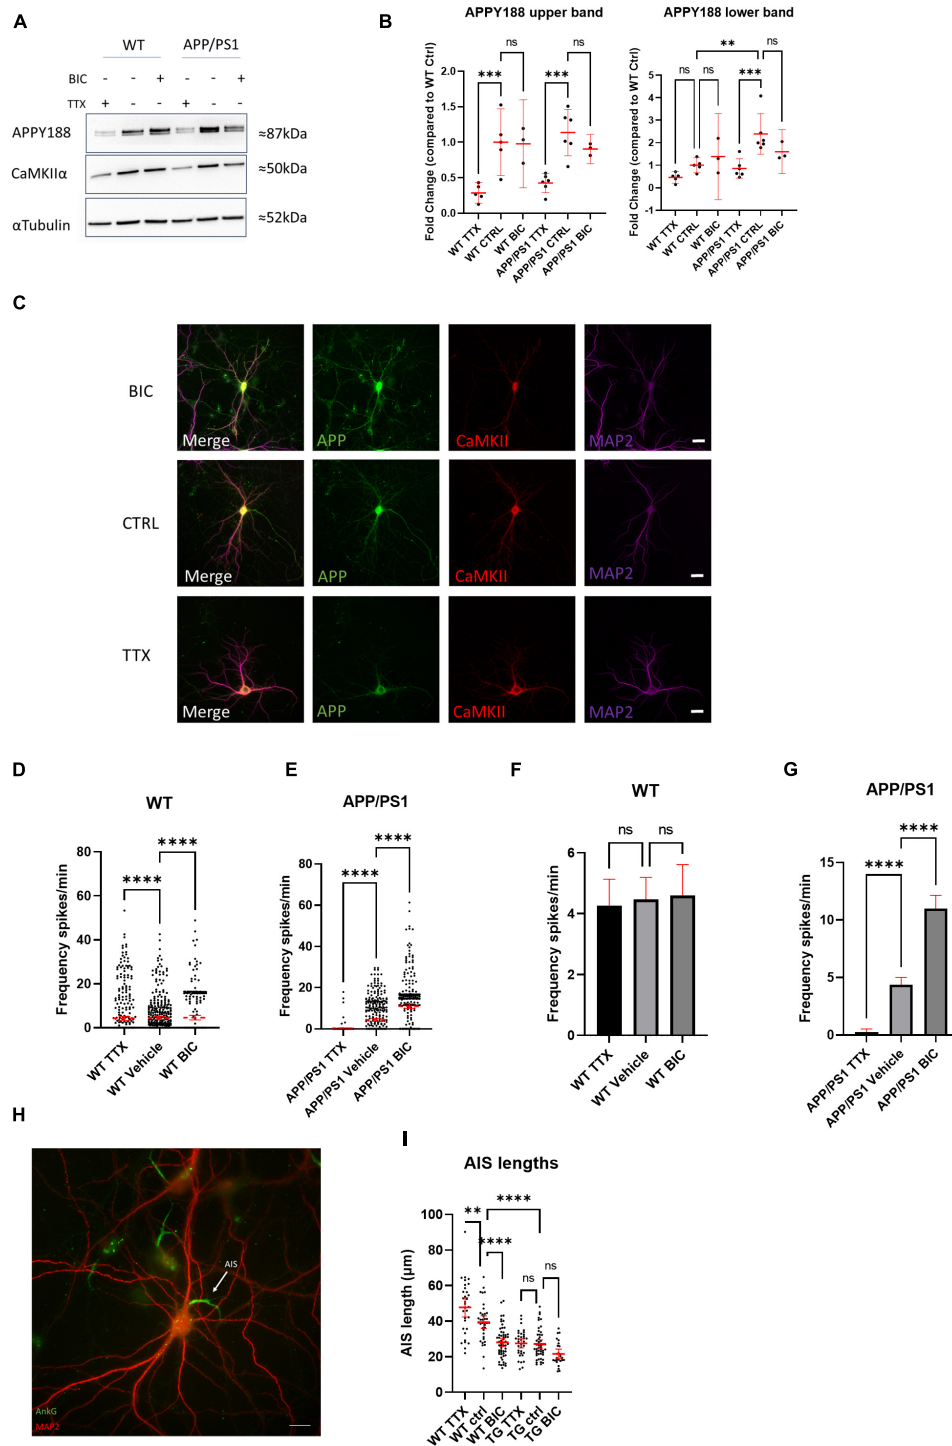 A
WT
APP/PS1
BIC
- - + - - +
TTX
+ - - + - -
APPY188
≈87kDa
CaMKIIα
≈50kDa
αTubulin
≈52kDa
B
APPY188 upper band
Fold Change (compared to WT Ctrl)
2.0
1.5
1.0
0.5
0.0
***
ns
***
ns
WT TTX
WT CTRL
WT BIC
APP/PS1 TTX
APP/PS1 CTRL
APP/PS1 BIC
APPY188 lower band
Fold Change (compared to WT Ctrl)
5
4
3
2
1
0
-1
**
ns
ns
***
ns
WT TTX
WT CTRL
WT BIC
APP/PS1 TTX
APP/PS1 CTRL
APP/PS1 BIC
C
BIC
Merge
APP
CaMKII
MAP2
CTRL
Merge
APP
CaMKII
MAP2
TTX
Merge
APP
CaMKII
MAP2
D
WT
Frequency spikes/min
80
60
40
20
0
****
****
WT TTX
WT Vehicle
WT BIC
E
APP/PS1
Frequency spikes/min
80
60
40
20
0
****
****
APP/PS1 TTX
APP/PS1 Vehicle
APP/PS1 BIC
F
WT
Frequency spikes/min
6
4
2
0
ns
ns
WT TTX
WT Vehicle
WT BIC
G
APP/PS1
Frequency spikes/min
15
10
5
0
****
****
APP/PS1 TTX
APP/PS1 Vehicle
APP/PS1 BIC
H
AIS
AnkG
MAP2
I
AIS lengths
AIS length (μm)
100
80
60
40
20
0
**
****
****
ns
ns
WT TTX
WT ctrl
WT BIC
TG TTX
TG ctrl
TG BIC